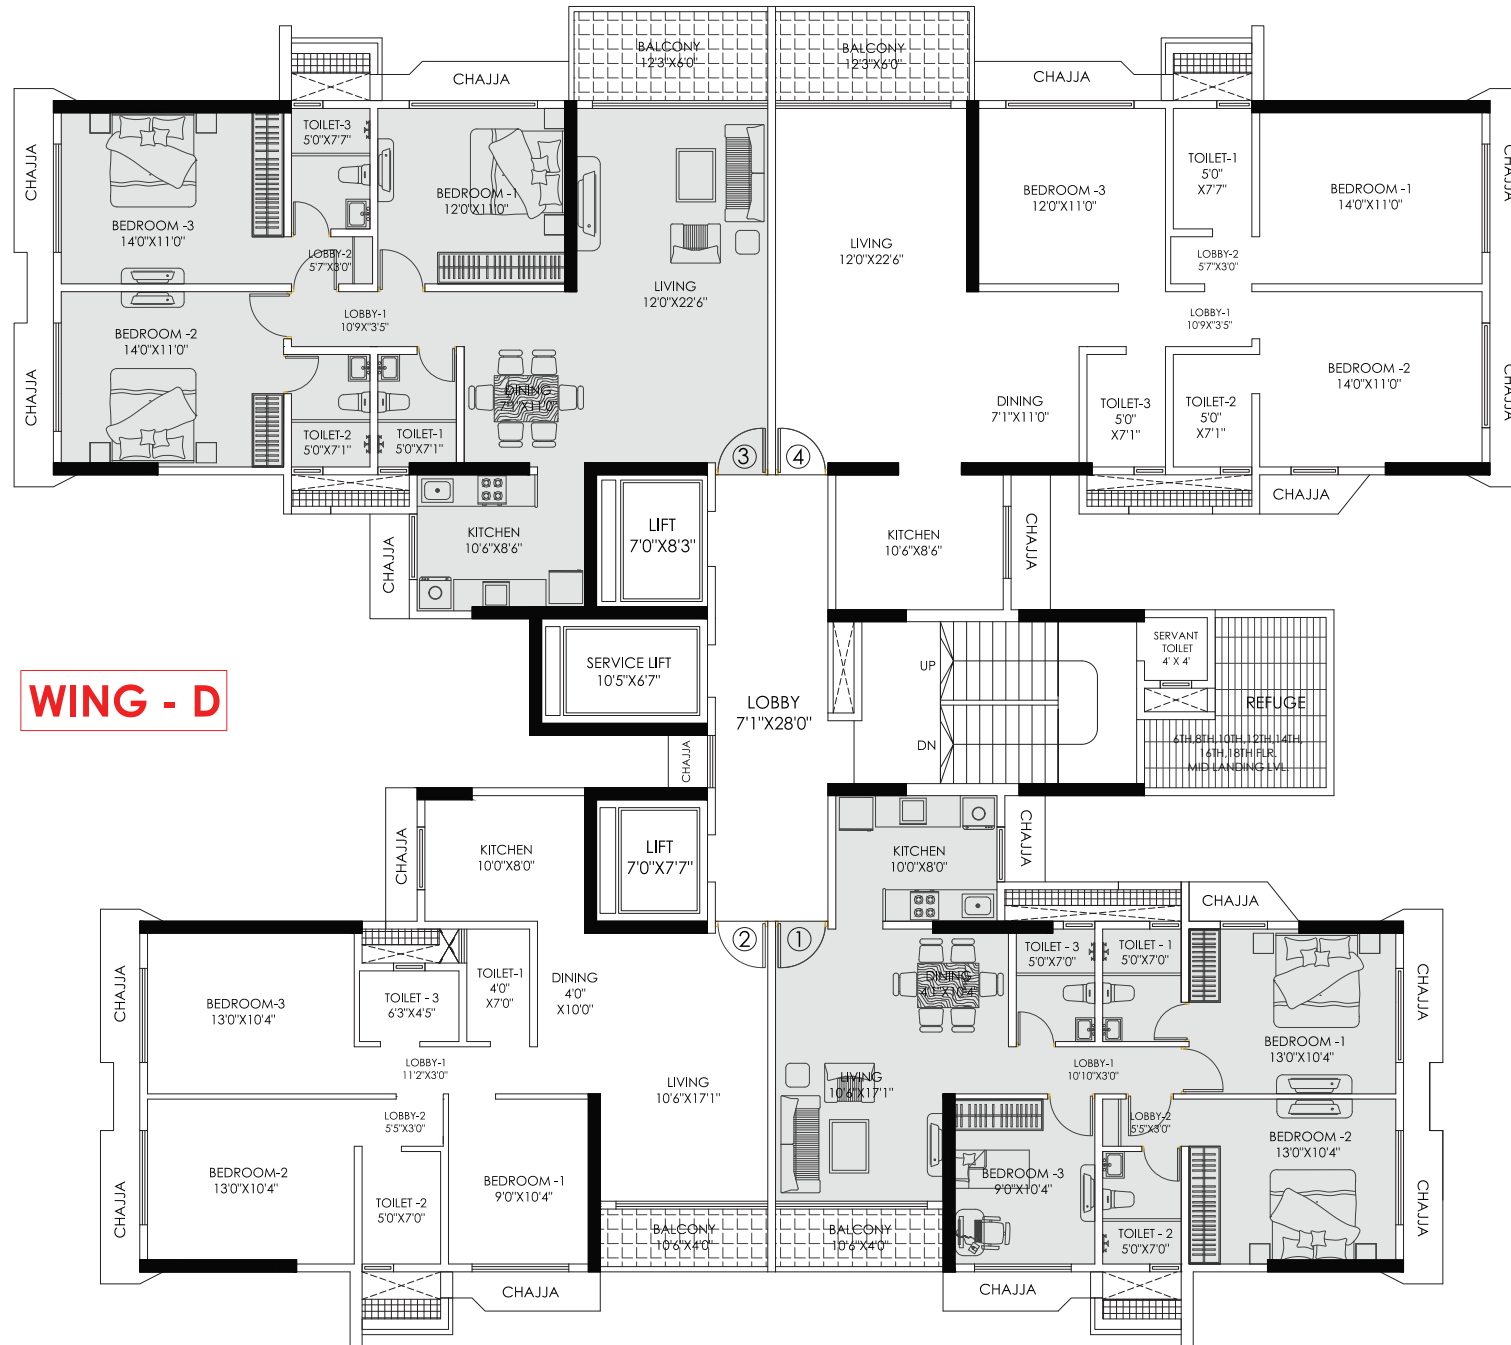 BALCONY
12'3"X6'0"
BALCONY
12'3"X6'0"
CHAJJA
CHAJJA
CHAJJA
CHAJJA
TOILET-3
5'0"X7'7"
BEDROOM -1
12'0"X11'0"
BEDROOM -3
14'0"X11'0"
LOBBY-2
5'7"X3'0"
LIVING
12'0"X22'6"
LIVING
12'0"X22'6"
BEDROOM -3
12'0"X11'0"
TOILET-1
5'0"
X7'7"
BEDROOM -1
14'0"X11'0"
LOBBY-2
5'7"X3'0"
BEDROOM -2
14'0"X11'0"
LOBBY-1
10'9X"3'5"
LOBBY-1
10'9X"3'5"
CHAJJA
CHAJJA
DINING
7'1"X11'0"
DINING
7'1"X11'0"
BEDROOM -2
14'0"X11'0"
TOILET-2
5'0"X7'1"
TOILET-1
5'0"X7'1"
TOILET-3
5'0"
X7'1"
TOILET-2
5'0"
X7'1"
3
4
CHAJJA
KITCHEN
10'6"X8'6"
CHAJJA
LIFT
7'0"X8'3"
KITCHEN
10'6"X8'6"
CHAJJA
SERVICE LIFT
10'5"X6'7"
SERVANT
TOILET
4' X 4'
UP
DN
WING - D
LOBBY
7'1"X28'0"
REFUGE
6TH,8TH,10TH,12TH,14TH,
16TH,18TH FLR.
MID LANDING LVL.
CHAJJA
CHAJJA
KITCHEN
10'0"X8'0"
LIFT
7'0"X7'7"
KITCHEN
10'0"X8'0"
CHAJJA
CHAJJA
2
1
CHAJJA
BEDROOM-3
13'0"X10'4"
TOILET - 3
6'3"X4'5"
TOILET-1
4'0"
X7'0"
DINING
4'0"
X10'0"
DINING
4'1"X10'4"
TOILET - 3
5'0"X7'0"
TOILET - 1
5'0"X7'0"
CHAJJA
BEDROOM -1
13'0"X10'4"
LOBBY-1
11'2"X3'0"
LIVING
10'6"X17'1"
LIVING
10'6"X17'1"
LOBBY-1
10'10"X3'0"
LOBBY-2
5'5"X3'0"
LOBBY-2
5'5"X3'0"
CHAJJA
BEDROOM-2
13'0"X10'4"
TOILET -2
5'0"X7'0"
BEDROOM -1
9'0"X10'4"
BEDROOM -3
9'0"X10'4"
BEDROOM -2
13'0"X10'4"
CHAJJA
BALCONY
10'6"X4'0"
BALCONY
10'6"X4'0"
TOILET - 2
5'0"X7'0"
CHAJJA
CHAJJA